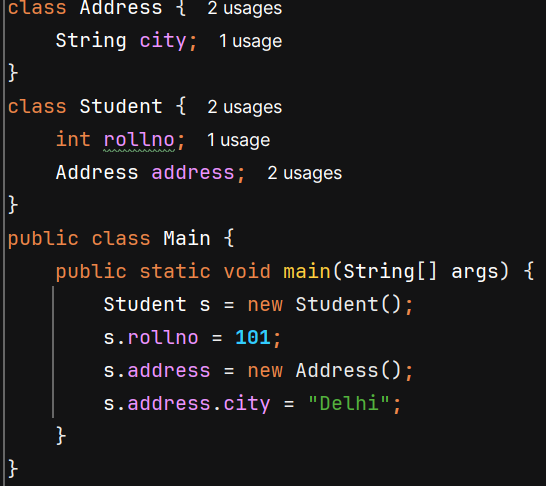 class Address {   2 usages
    String city;   1 usage
}
class Student {   2 usages
    int rollno;   1 usage
    Address address;   2 usages
}
public class Main {
    public static void main(String[] args) {
        Student s = new Student();
        s.rollno = 101;
        s.address = new Address();
        s.address.city = "Delhi";
    }
}